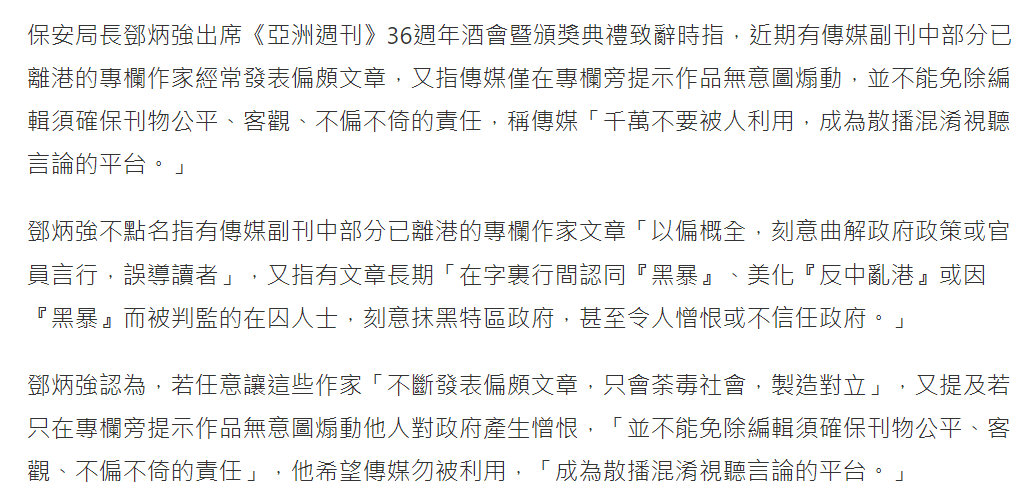 保安局長鄧炳強出席《亞洲週刊》36週年酒會暨頒獎典禮致辭時指，近期有傳媒副刊中部分已
離港的專欄作家經常發表偏頗文章，又指傳媒僅在專欄旁提示作品無意圖煽動，並不能免除編
輯須確保刊物公平、客觀、不偏不倚的責任，稱傳媒「千萬不要被人利用，成為散播混淆視聽
言論的平台。」
鄧炳強不點名指有傳媒副刊中部分已離港的專欄作家文章「以偏概全，刻意曲解政府政策或官
員言行，誤導讀者」，又指有文章長期「在字裏行間認同『黑暴』、美化『反中亂港』或因
『黑暴』而被判監的在囚人士，刻意抹黑特區政府，甚至令人憎恨或不信任政府。」
鄧炳強認為，若任意讓這些作家「不斷發表偏頗文章，只會荼毒社會，製造對立」，又提及若
只在專欄旁提示作品無意圖煽動他人對政府產生憎恨，「並不能免除編輯須確保刊物公平、客
觀、不偏不倚的責任」，他希望傳媒勿被利用，「成為散播混淆視聽言論的平台。」